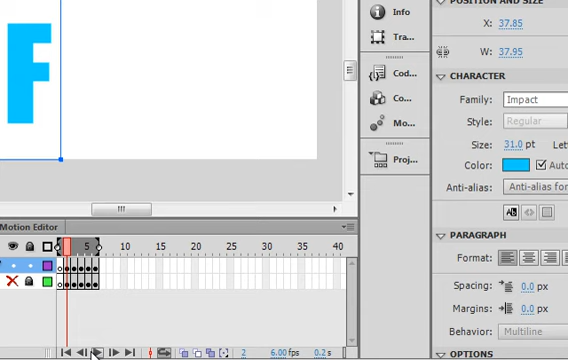 POSITION AND SIZE
Info
X: 37.85
Tra...
W: 37.95
F
Cod...
CHARACTER
Co...
Family: Impact
Mo...
Style: Regular
Size: 31.0 pt
Proj...
Color: Auto
Anti-alias: Anti-alias for
Motion Editor
PARAGRAPH
5 10 15 20 25 30 35 40
Format:
Spacing: 0.0 px
Margins: 0.0 px
Behavior: Multiline
2 6.00 fps 0.2 s
OPTIONS